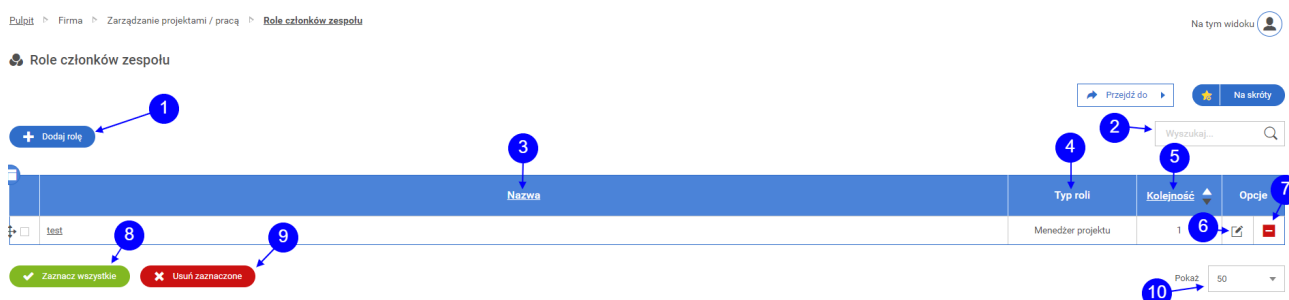 Pulpit Firma Zarządzanie projektami / pracą Role członków zespołu
Na tym widoku
Role członków zespołu
Przejdź do
Na skróty
1
Dodaj rolę
2
Wyszukaj...
3
4
5
7
Nazwa
Typ roli
Kolejność
Opcje
test
Menedżer projektu
1
6
8
9
Zaznacz wszystkie
Usuń zaznaczone
Pokaż
50
10